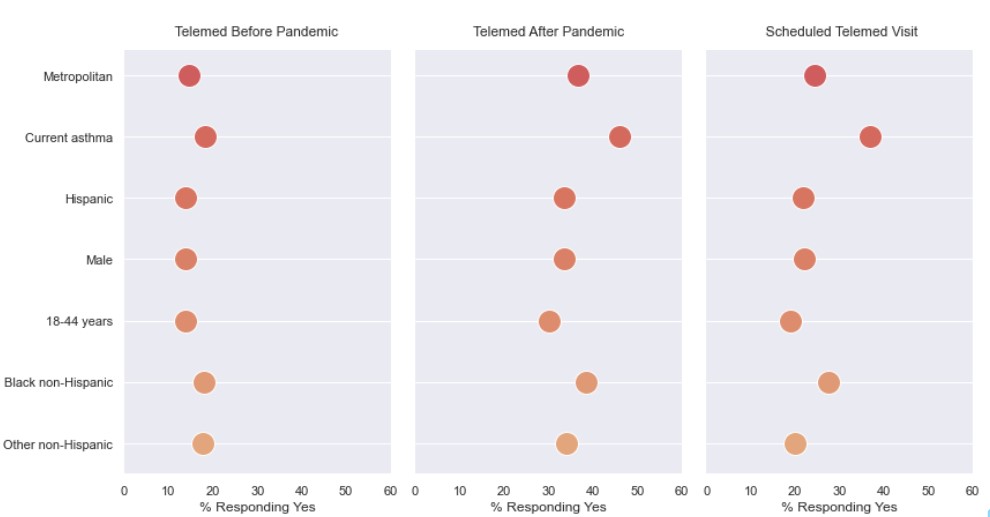 Telemed Before Pandemic
Telemed After Pandemic
Scheduled Telemed Visit
Metropolitan
Current asthma
Hispanic
Male
18-44 years
Black non-Hispanic
Other non-Hispanic
0 10 20 30 40 50 60
0 10 20 30 40 50 60
0 10 20 30 40 50 60
% Responding Yes
% Responding Yes
% Responding Yes